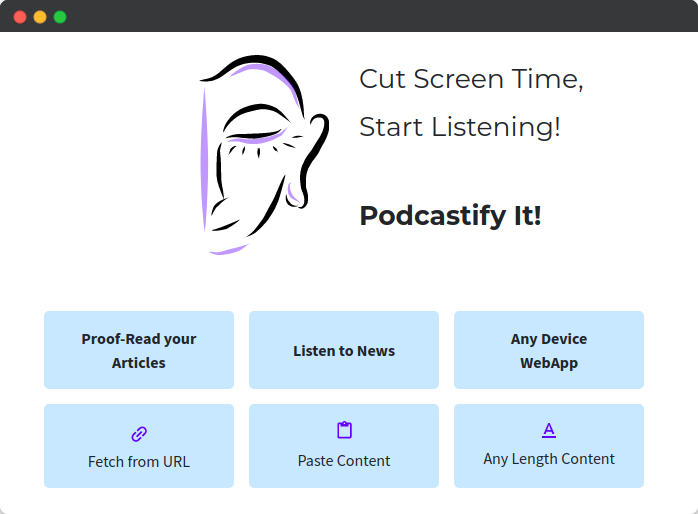 Cut Screen Time,
Start Listening!
Podcastify It!
Proof-Read your
Articles
Listen to News
Any Device
WebApp
Fetch from URL
Paste Content
Any Length Content